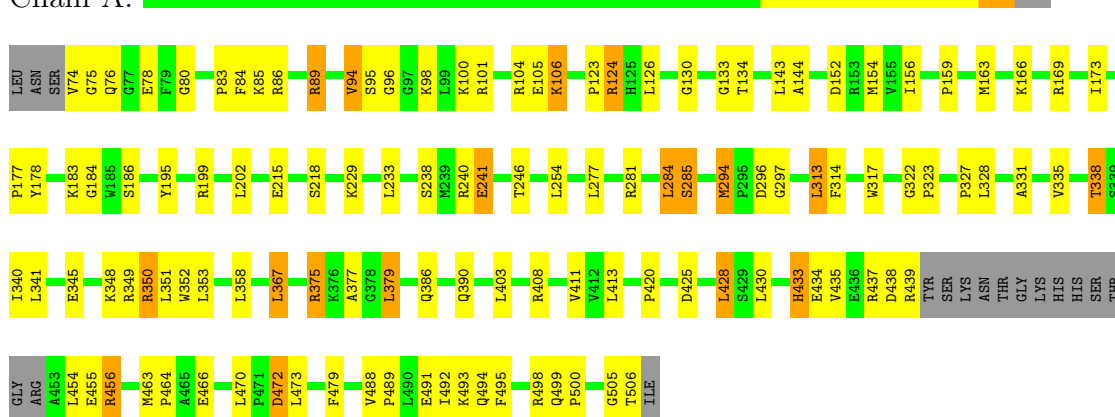 Chain A:
LEU ASN SER V74 G75 Q76 G77 E78 F79 G80 P83 F84 K85 R86 R89 V94 S95 G96 G97 K98 L99 K100 R101 R104 E105 K106 P123 R124 H125 L126 G130 G133 T134 L143 A144 D152 R153 M154 V155 I156 P159 M163 K166 R169 I173
P177 Y178 K183 G184 W185 S186 Y195 R199 L202 E215 S218 K229 L233 S238 M239 R240 E241 T246 L254 L277 R281 L284 S285 M294 P295 D296 G297 L313 F314 W317 G322 P323 P327 L328 A331 V335 T338 S339
I340 L341 E345 K348 R349 R350 L351 W352 L353 L358 L367 R375 K376 A377 G378 L379 Q386 Q390 L403 R408 V411 V412 L413 P420 D425 L428 S429 L430 H433 E434 V435 E436 R437 D438 R439 TYR SER LYS ASN THR GLY LYS HIS HIS SER THR
GLY ARG A453 L454 E455 R456 M463 P464 A465 E466 L470 P471 D472 L473 F479 V488 P489 L490 E491 I492 K493 Q494 F495 R498 Q499 P500 G505 T506 ILE